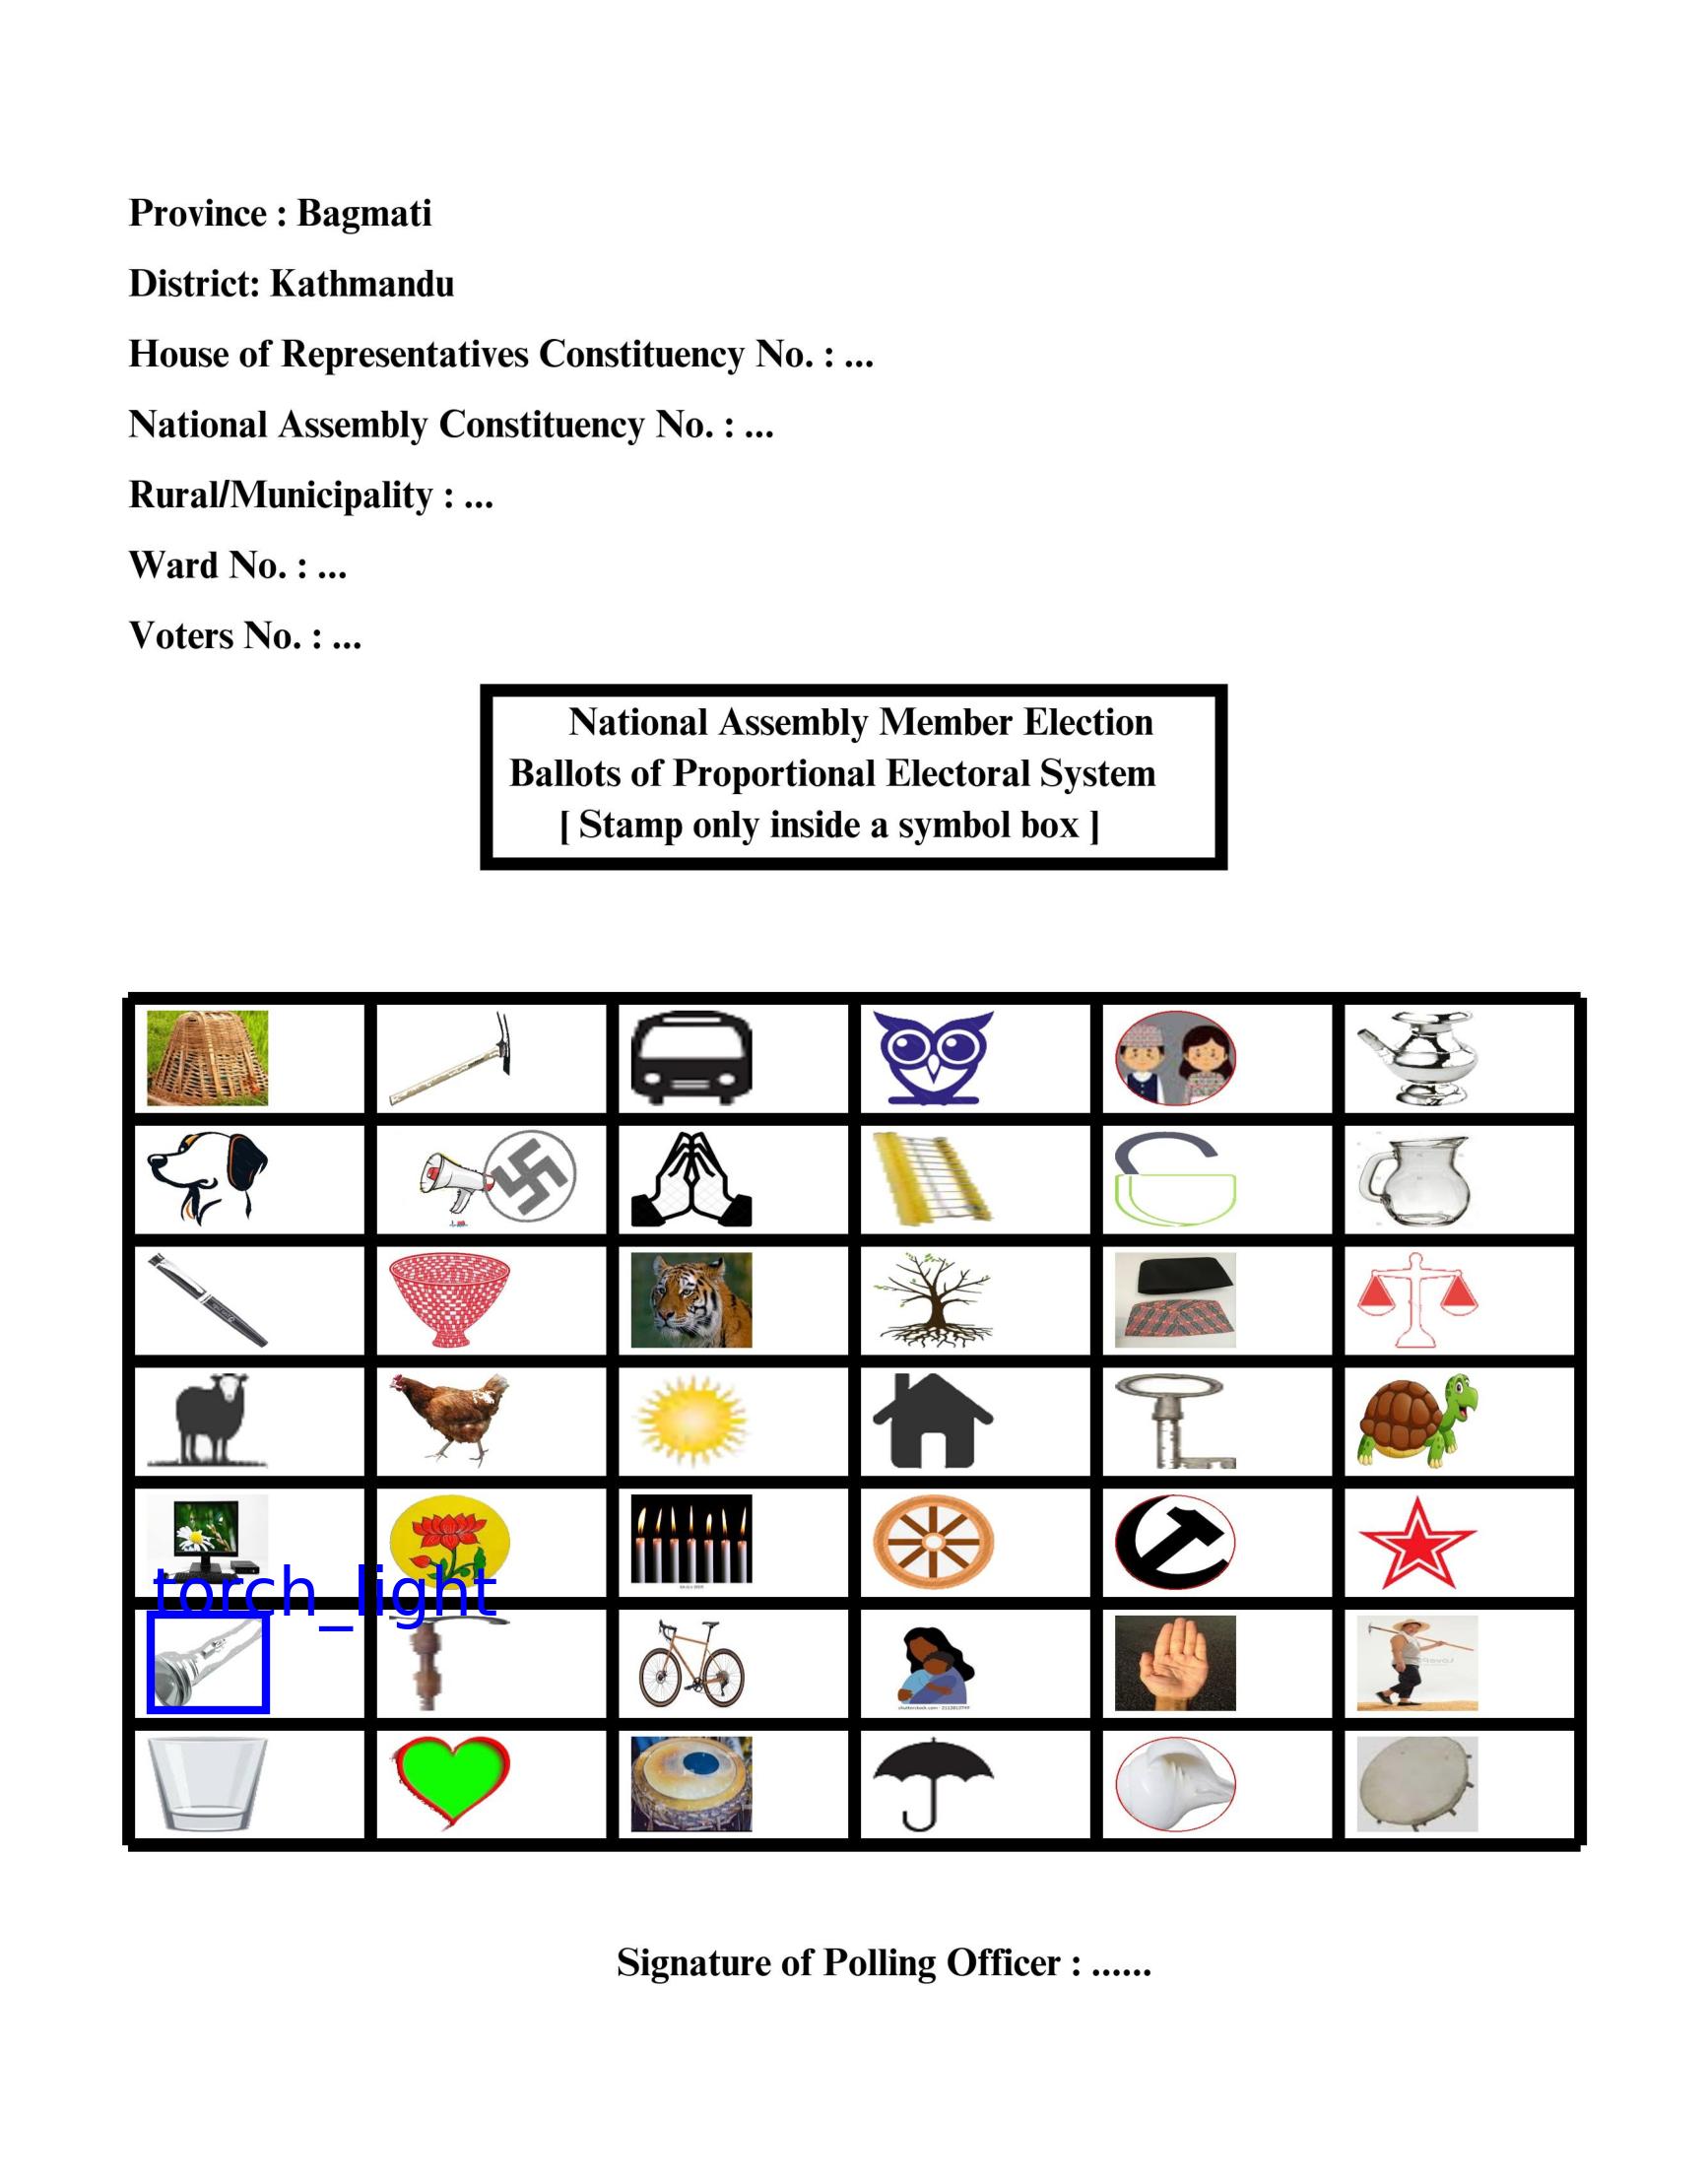 Province : Bagmati
District: Kathmandu
House of Representatives Constituency No. : ...
National Assembly Constituency No. : ...
Rural/Municipality : ...
Ward No. : ...
Voters No. : ...
National Assembly Member Election
Ballots of Proportional Electoral System
[ Stamp only inside a symbol box ]
torch_light
Signature of Polling Officer : ......